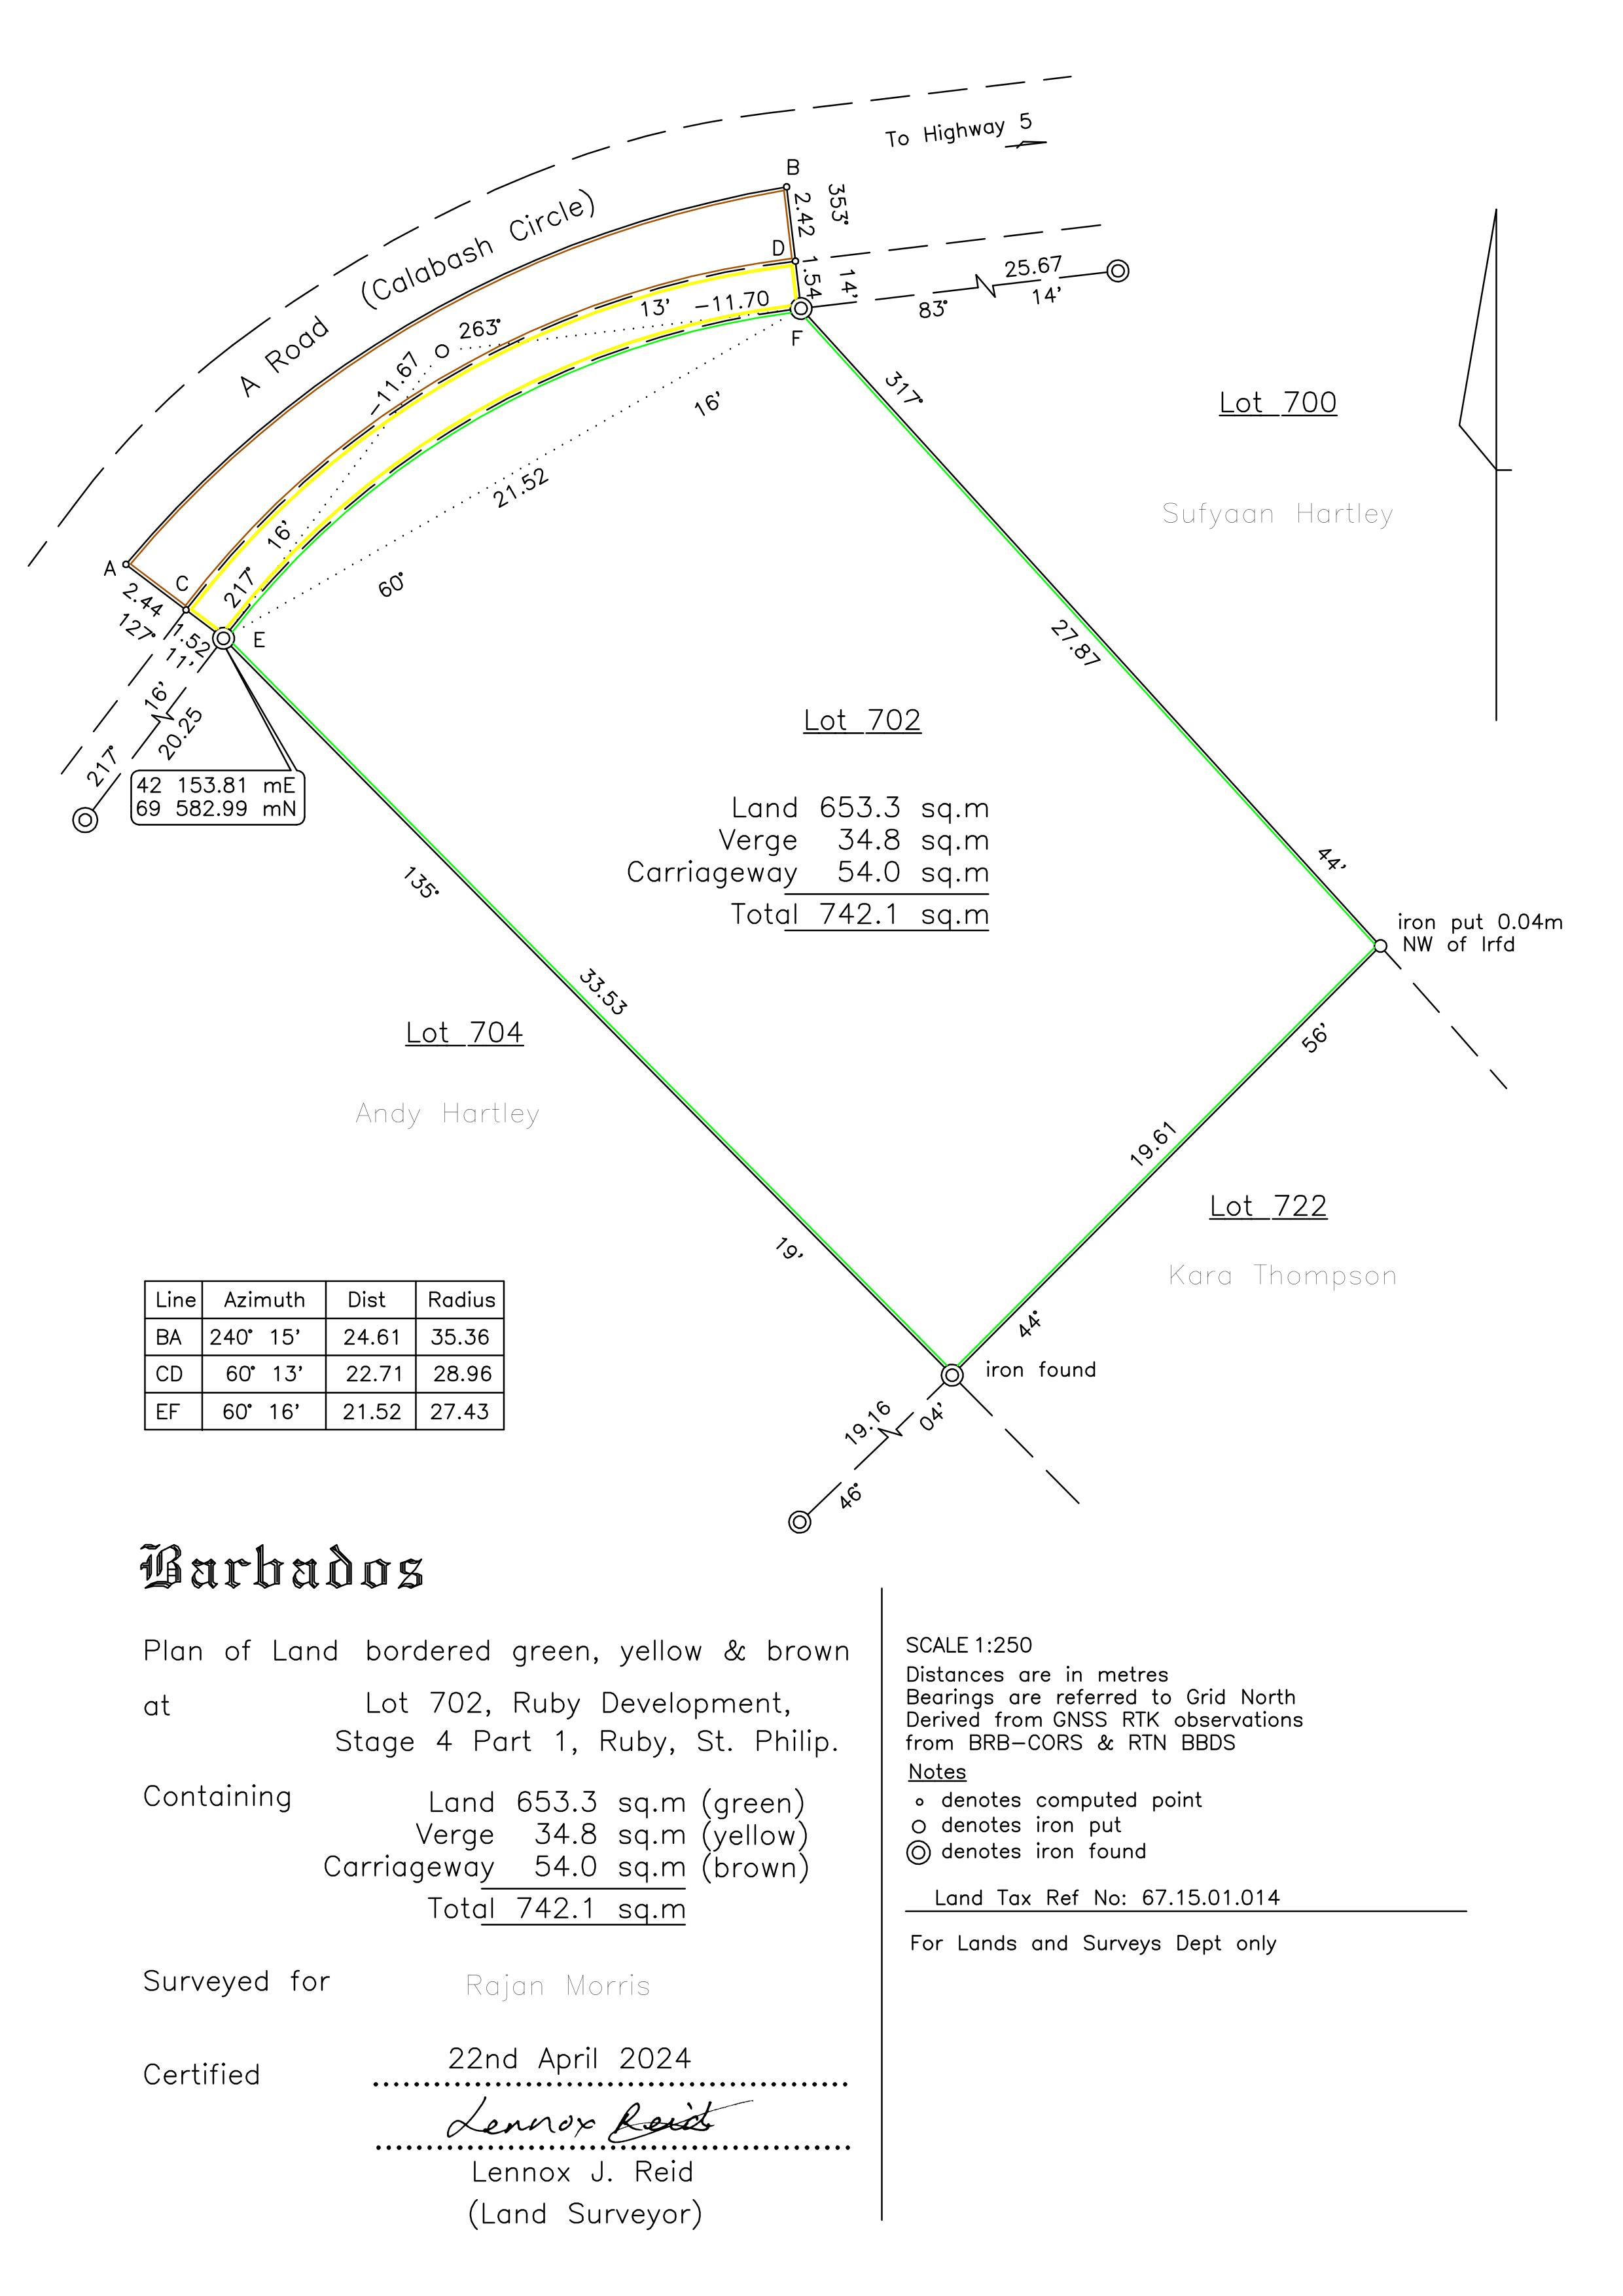 To Highway 5
A Road (Calabash Circle)
B
2.42
353°
D
1.54
14'
25.67
83°
14'
13' -11.70
263°
F
-11.67
16'
217°
317°
16'
21.52
60°
Lot 700
Sufyaan Hartley
A
C
2.44
127°
1.52
11'
E
16'
20.25
217°
42 153.81 mE
69 582.99 mN
27.87
Lot 702
Land 653.3 sq.m
Verge 34.8 sq.m
Carriageway 54.0 sq.m
Total 742.1 sq.m
44'
iron put 0.04m
NW of Irfd
135°
33.53
56'
Lot 704
Andy Hartley
19.61
Lot 722
Kara Thompson
19'
44°
iron found
19.16
04'
46°
Line Azimuth Dist Radius
BA 240° 15' 24.61 35.36
CD 60° 13' 22.71 28.96
EF 60° 16' 21.52 27.43
Barbados
Plan of Land bordered green, yellow & brown
at Lot 702, Ruby Development,
Stage 4 Part 1, Ruby, St. Philip.
Containing Land 653.3 sq.m (green)
Verge 34.8 sq.m (yellow)
Carriageway 54.0 sq.m (brown)
Total 742.1 sq.m
Surveyed for Rajan Morris
Certified 22nd April 2024
Lennox Reid
Lennox J. Reid
(Land Surveyor)
SCALE 1:250
Distances are in metres
Bearings are referred to Grid North
Derived from GNSS RTK observations
from BRB-CORS & RTN BBDS
Notes
denotes computed point
denotes iron put
denotes iron found
Land Tax Ref No: 67.15.01.014
For Lands and Surveys Dept only